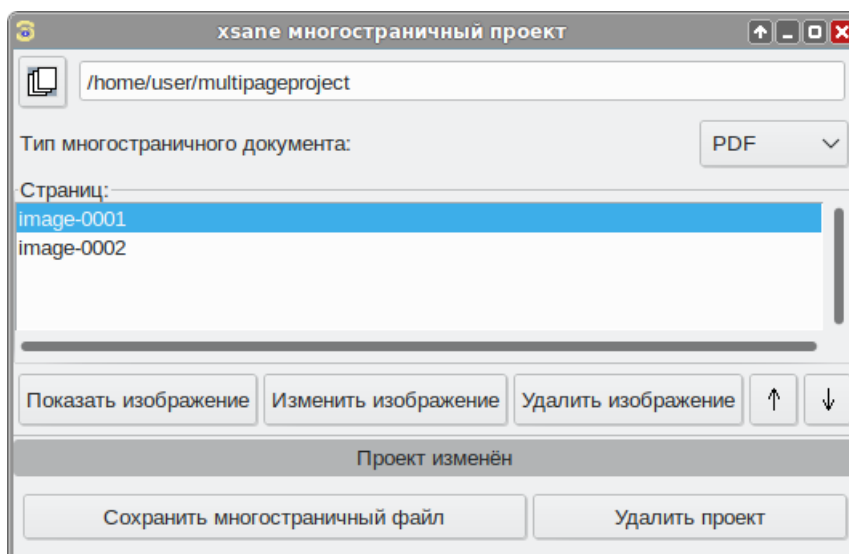 xsane многостраничный проект
/home/user/multipageproject
Тип многостраничного документа: PDF
Страниц:
image-0001
image-0002
Показать изображение Изменить изображение Удалить изображение
Проект изменён
Сохранить многостраничный файл Удалить проект